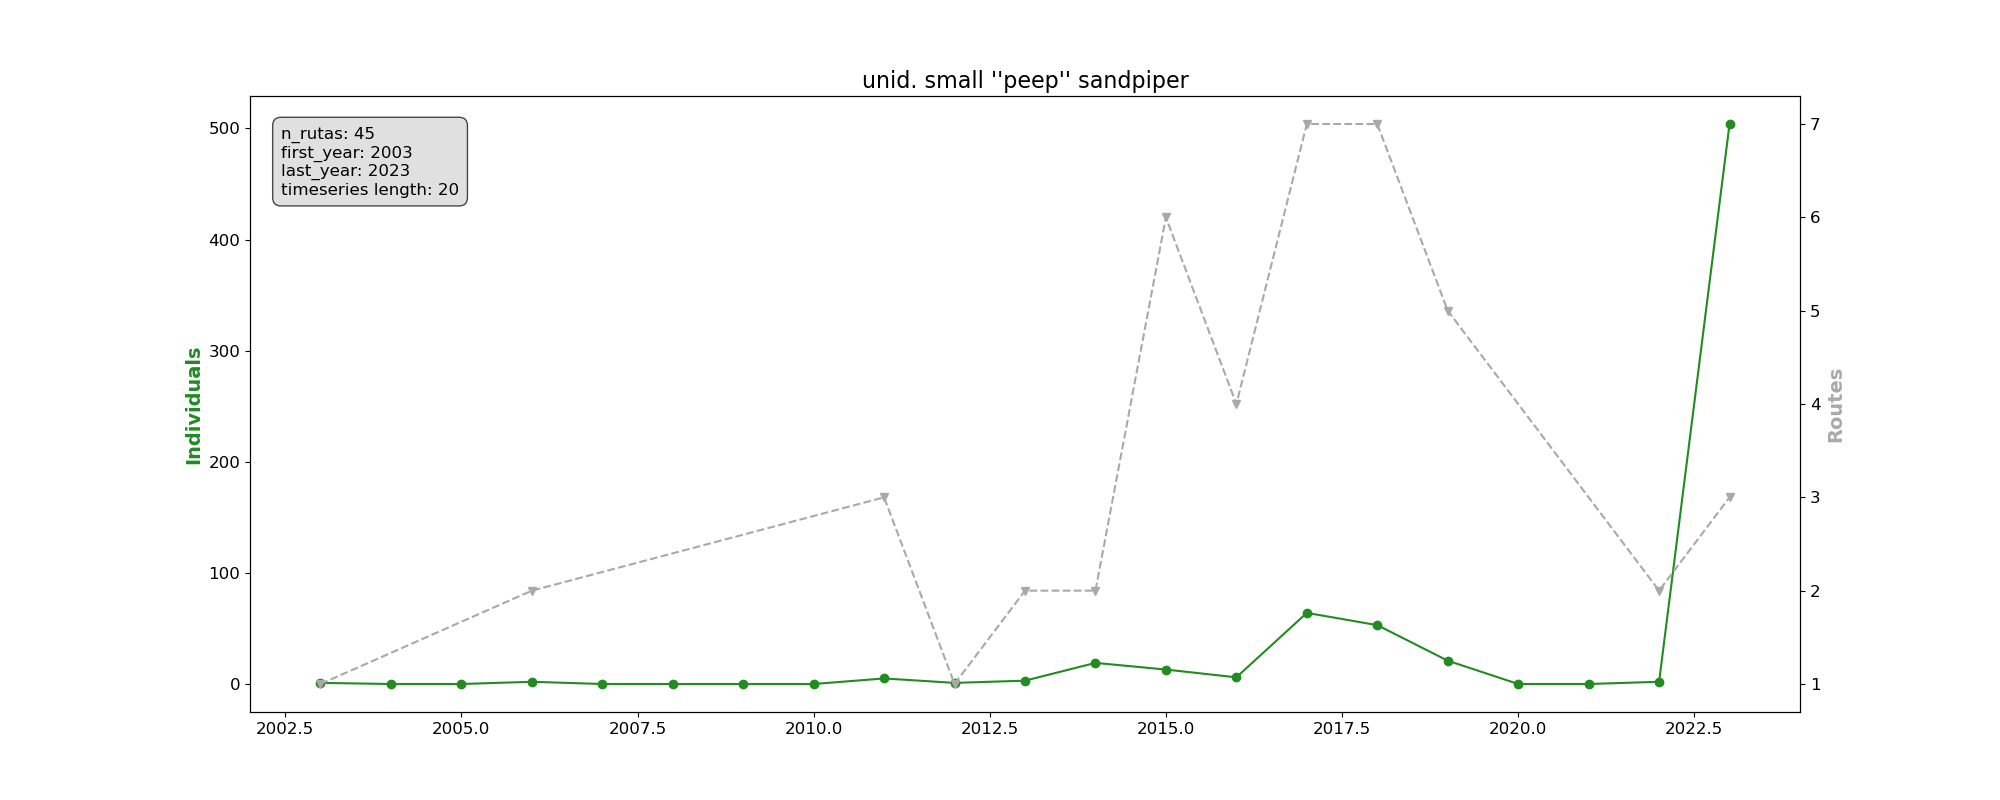 unid. small ''peep'' sandpiper
n_rutas: 45
first_year: 2003
last_year: 2023
timeseries length: 20
500
400
300
200
100
0
Individuals
7
6
5
4
3
2
1
Routes
2002.5 2005.0 2007.5 2010.0 2012.5 2015.0 2017.5 2020.0 2022.5